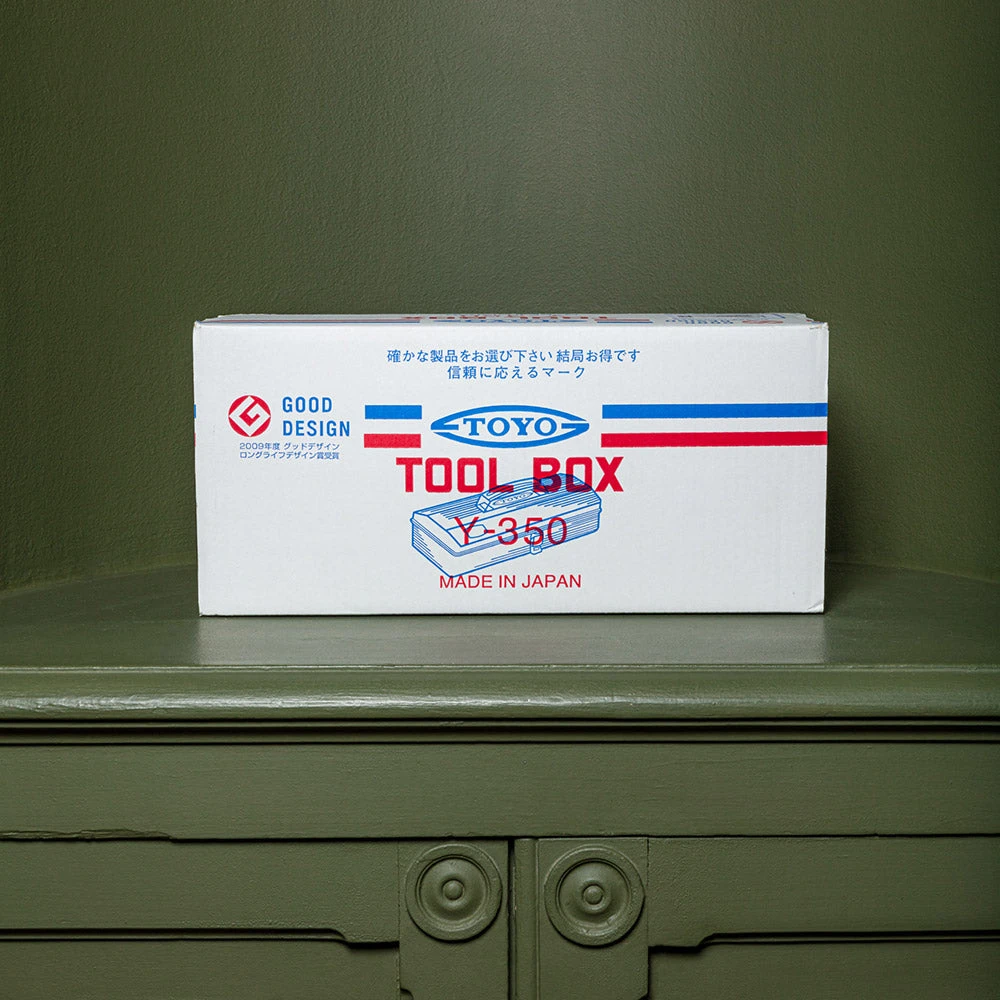 確かな製品をお選び下さい 結局お得です
信頼に応えるマーク
GOOD
DESIGN
2009年度 グッドデザイン
ロングライフデザイン賞受賞
TOYO
TOOL BOX
TOYO
Y-350
MADE IN JAPAN